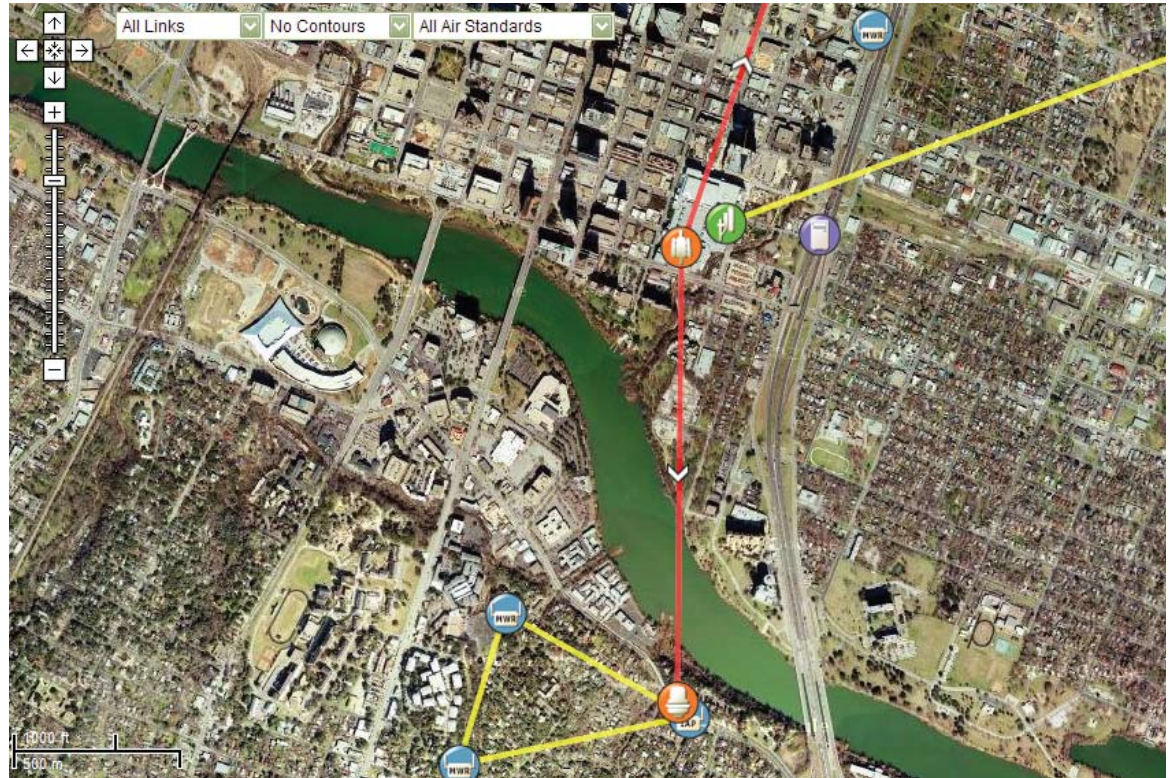 All Links
No Contours
All Air Standards
MWR
MWR
MWR
1000 ft
500 m